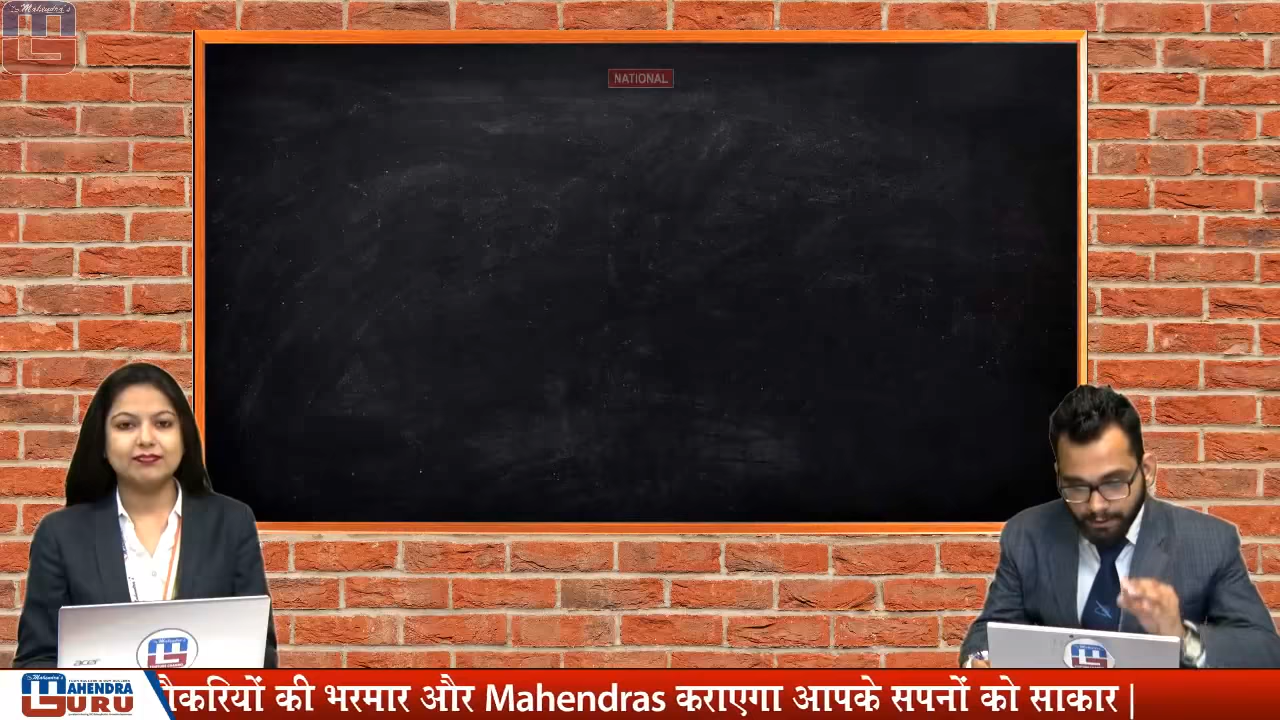 Mahendra's
NATIONAL
acer
MAHENDRA
GURU
ौकरियों की भरमार और Mahendras कराएगा आपके सपनों को साकार |